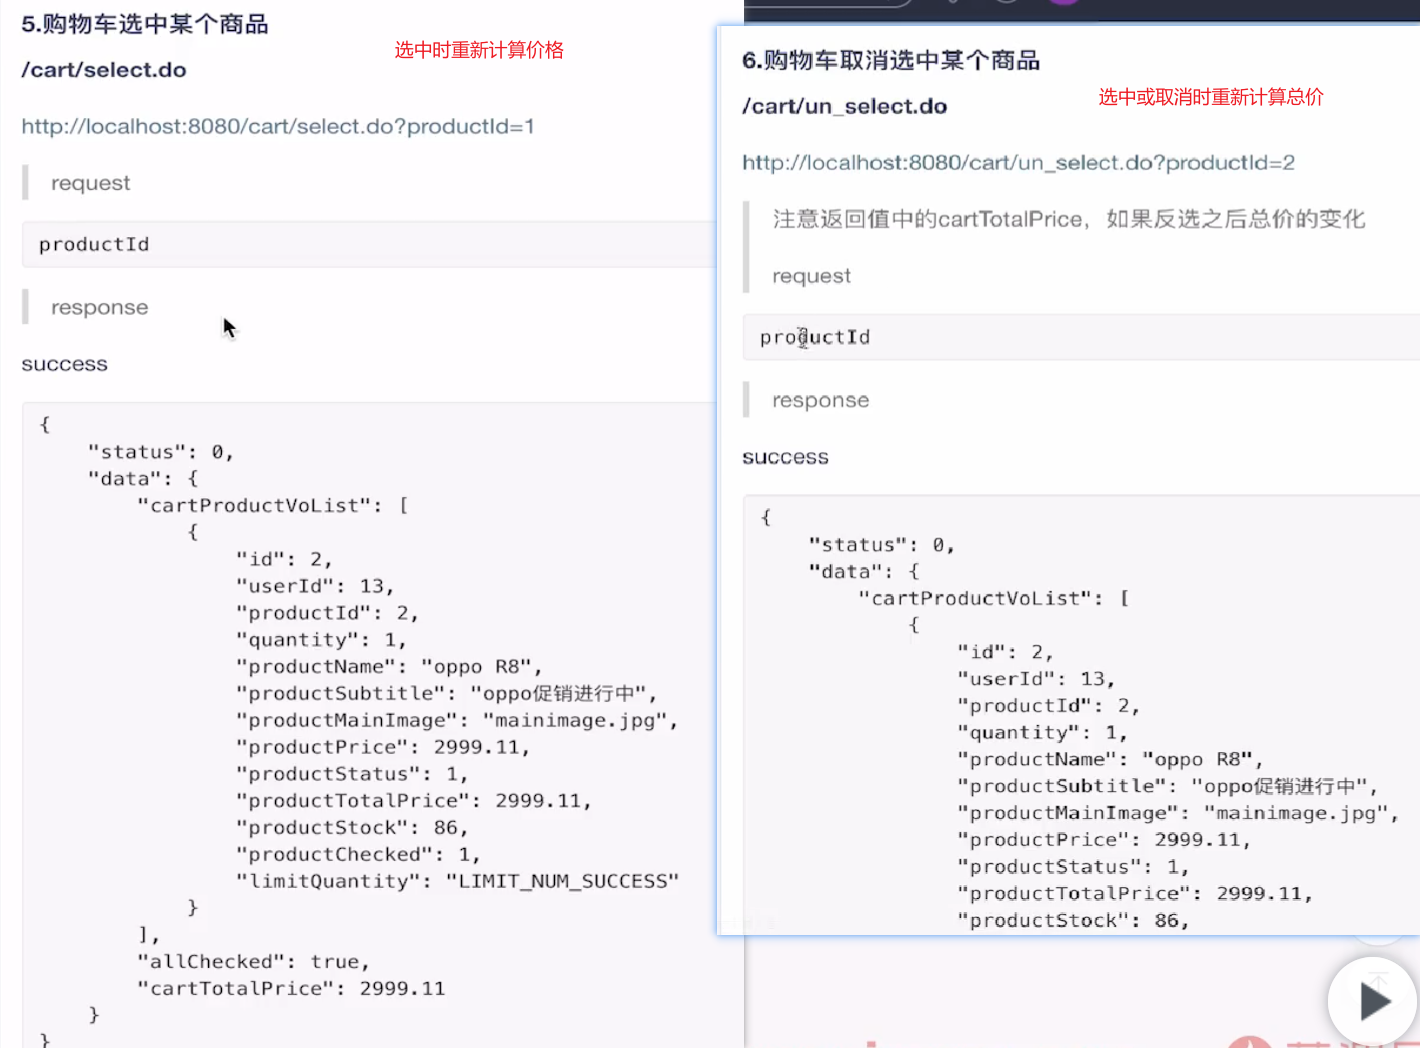 5.购物车选中某个商品
选中时重新计算价格
/cart/select.do
http://localhost:8080/cart/select.do?productId=1
request
productId
response
success
{
"status": 0,
"data": {
"cartProductVoList": [
{
"id": 2,
"userId": 13,
"productId": 2,
"quantity": 1,
"productName": "oppo R8",
"productSubtitle": "oppo促销进行中",
"productMainImage": "mainimage.jpg",
"productPrice": 2999.11,
"productStatus": 1,
"productTotalPrice": 2999.11,
"productStock": 86,
"productChecked": 1,
"limitQuantity": "LIMIT_NUM_SUCCESS"
}
],
"allChecked": true,
"cartTotalPrice": 2999.11
}
}
6.购物车取消选中某个商品
选中或取消时重新计算总价
/cart/un_select.do
http://localhost:8080/cart/un_select.do?productId=2
注意返回值中的cartTotalPrice，如果反选之后总价的变化
request
productId
response
success
{
"status": 0,
"data": {
"cartProductVoList": [
{
"id": 2,
"userId": 13,
"productId": 2,
"quantity": 1,
"productName": "oppo R8",
"productSubtitle": "oppo促销进行中",
"productMainImage": "mainimage.jpg",
"productPrice": 2999.11,
"productStatus": 1,
"productTotalPrice": 2999.11,
"productStock": 86,